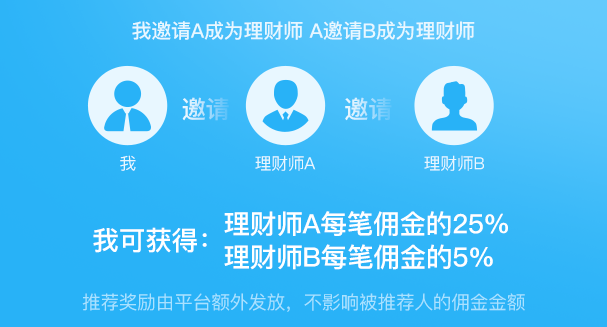 我邀请A成为理财师 A邀请B成为理财师
邀请 邀请
我 理财师A 理财师B
我可获得：
理财师A每笔佣金的25%
理财师B每笔佣金的5%
推荐奖励由平台额外发放，不影响被推荐人的佣金金额